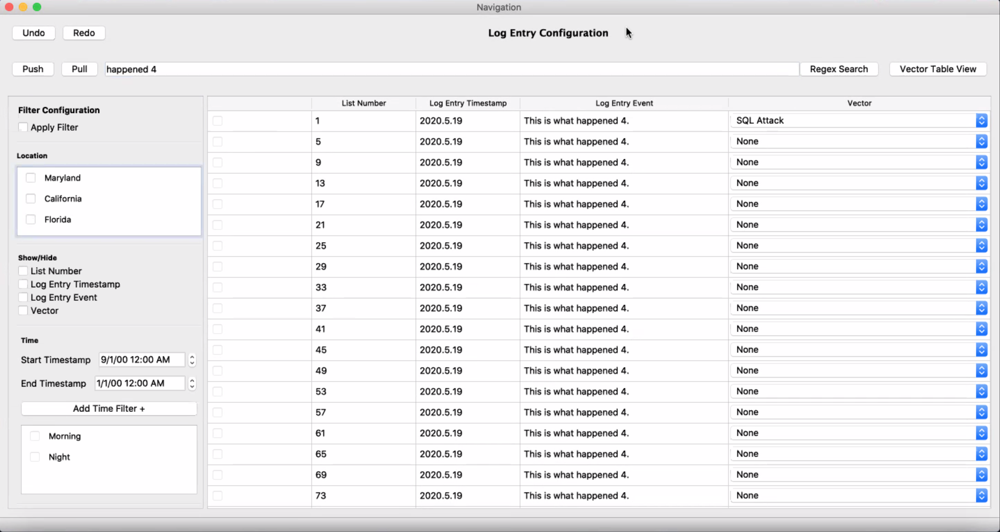 Navigation
Undo Redo Log Entry Configuration
Push Pull happened 4 Regex Search Vector Table View
Filter Configuration
Apply Filter
Location
Maryland
California
Florida
Show/Hide
List Number
Log Entry Timestamp
Log Entry Event
Vector
Time
Start Timestamp 9/1/00 12:00 AM
End Timestamp 1/1/00 12:00 AM
Add Time Filter +
Morning
Night
List Number Log Entry Timestamp Log Entry Event Vector
1 2020.5.19 This is what happened 4. SQL Attack
5 2020.5.19 This is what happened 4. None
9 2020.5.19 This is what happened 4. None
13 2020.5.19 This is what happened 4. None
17 2020.5.19 This is what happened 4. None
21 2020.5.19 This is what happened 4. None
25 2020.5.19 This is what happened 4. None
29 2020.5.19 This is what happened 4. None
33 2020.5.19 This is what happened 4. None
37 2020.5.19 This is what happened 4. None
41 2020.5.19 This is what happened 4. None
45 2020.5.19 This is what happened 4. None
49 2020.5.19 This is what happened 4. None
53 2020.5.19 This is what happened 4. None
57 2020.5.19 This is what happened 4. None
61 2020.5.19 This is what happened 4. None
65 2020.5.19 This is what happened 4. None
69 2020.5.19 This is what happened 4. None
73 2020.5.19 This is what happened 4. None